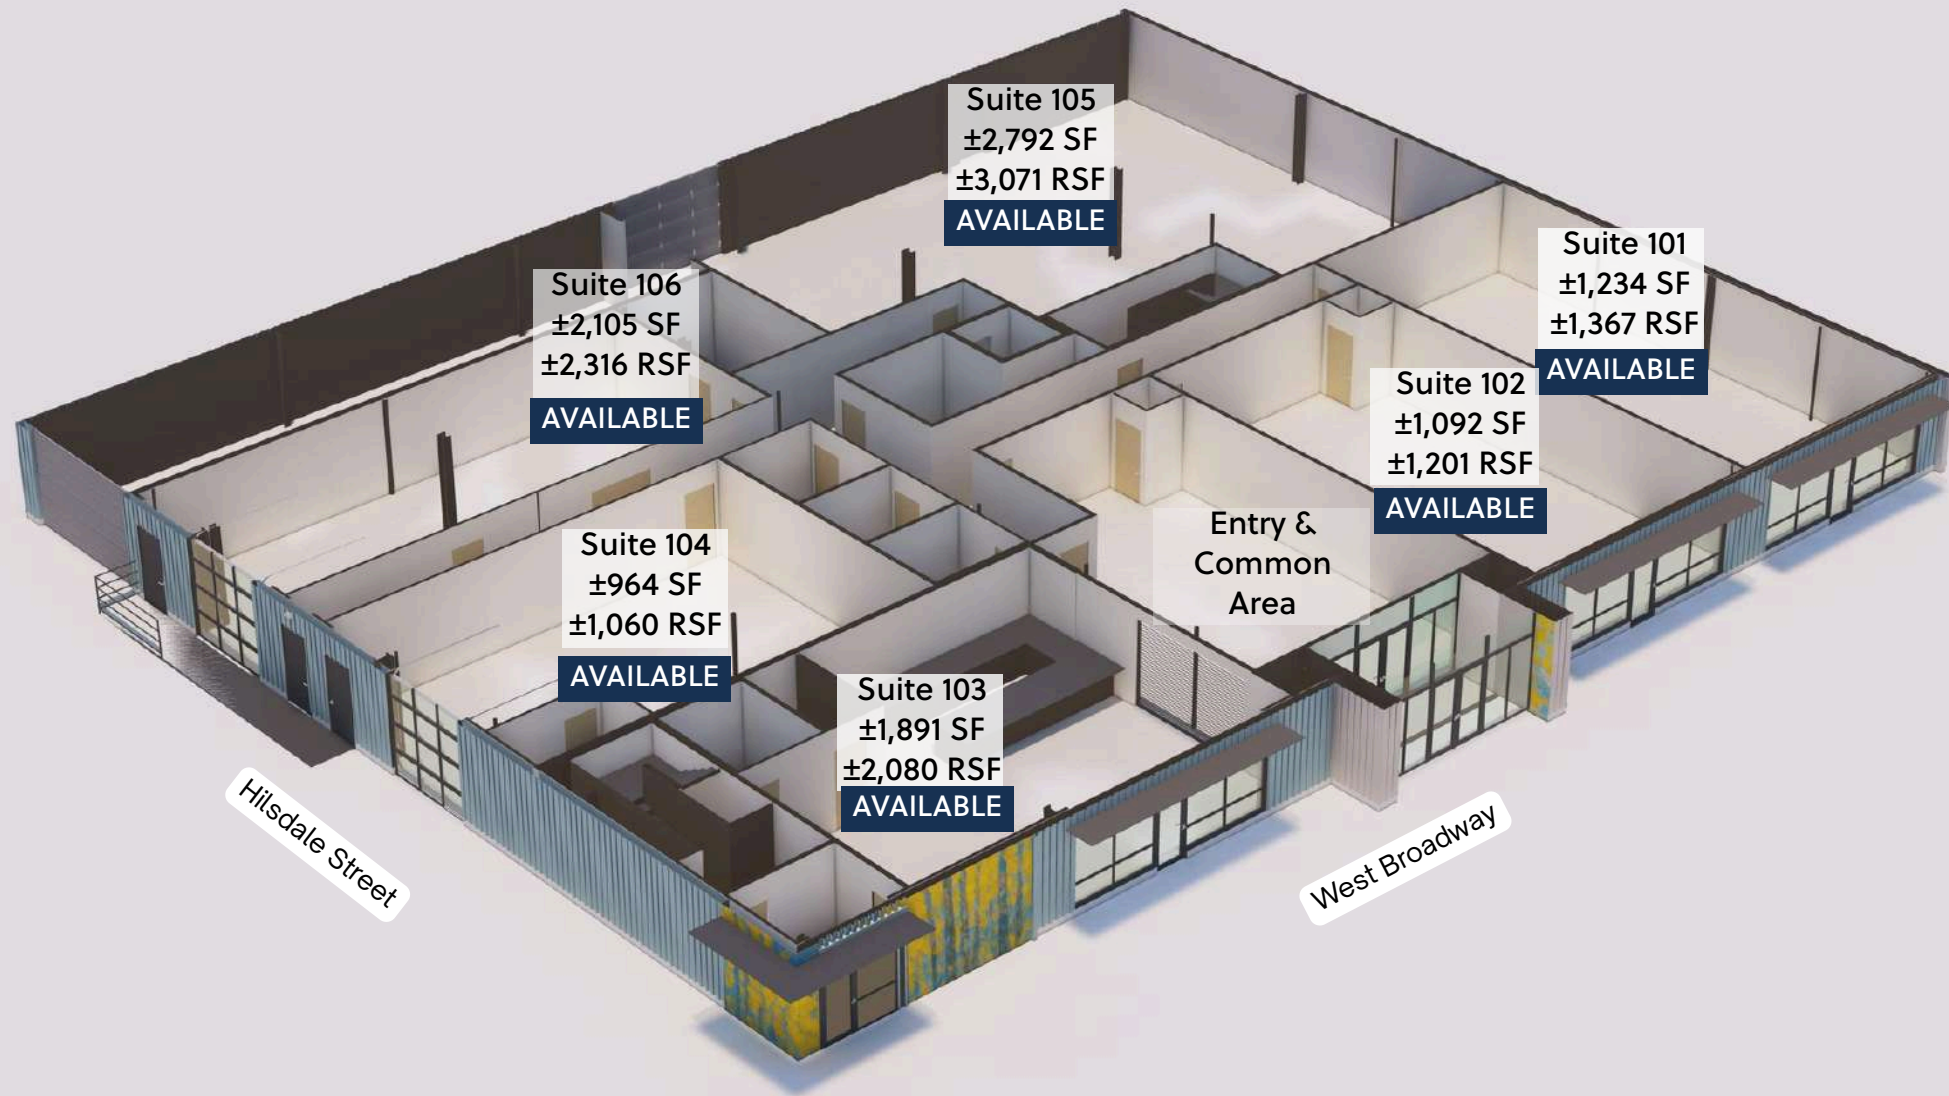 Suite 105
±2,792 SF
±3,071 RSF
AVAILABLE
Suite 101
±1,234 SF
±1,367 RSF
AVAILABLE
Suite 106
±2,105 SF
±2,316 RSF
AVAILABLE
Suite 102
±1,092 SF
±1,201 RSF
AVAILABLE
Entry &
Common
Area
Suite 104
±964 SF
±1,060 RSF
AVAILABLE
Suite 103
±1,891 SF
±2,080 RSF
AVAILABLE
Hilsdale Street
West Broadway